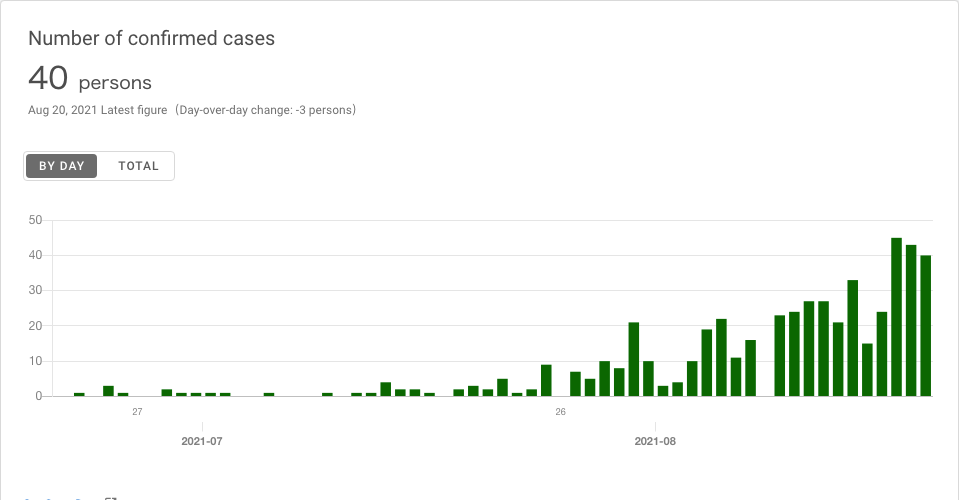 Number of confirmed cases
40 persons
Aug 20, 2021 Latest figure（Day-over-day change: -3 persons）
BY DAY TOTAL
50
40
30
20
10
0
27 26
2021-07 2021-08